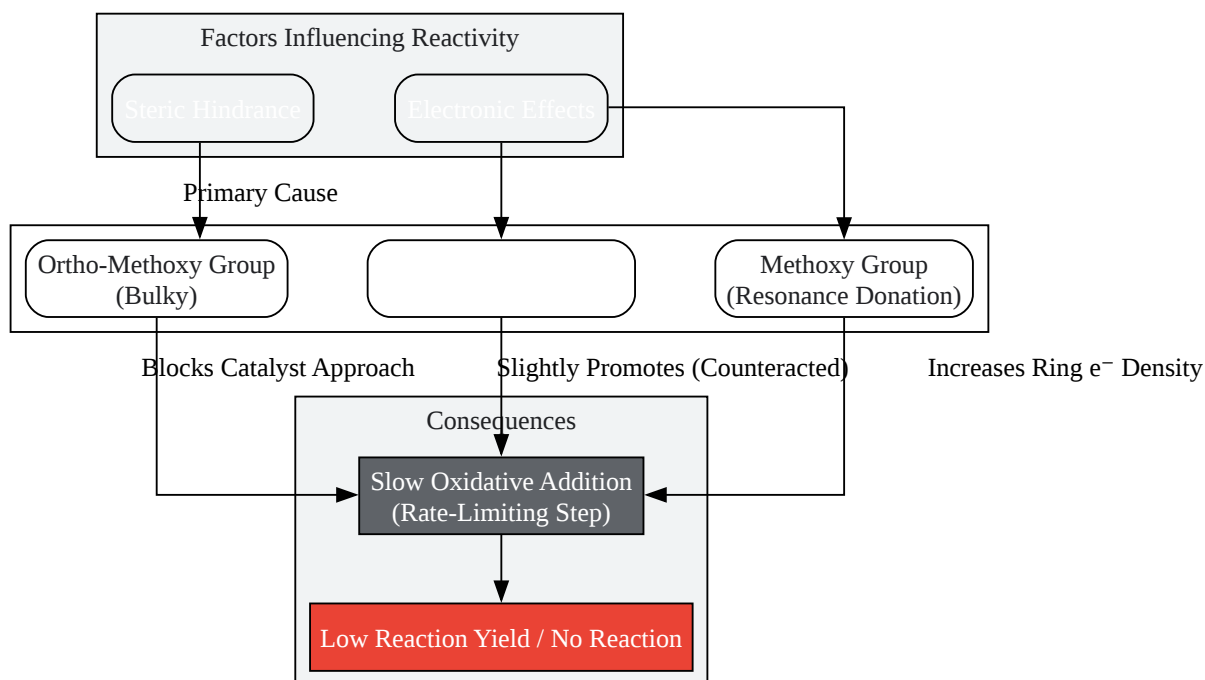 Factors Influencing Reactivity
Steric Hindrance
Electronic Effects
Primary Cause
Ortho-Methoxy Group
(Bulky)
Methoxy Group
(Resonance Donation)
Blocks Catalyst Approach
Slightly Promotes (Counteracted)
Increases Ring e⁻ Density
Consequences
Slow Oxidative Addition
(Rate-Limiting Step)
Low Reaction Yield / No Reaction